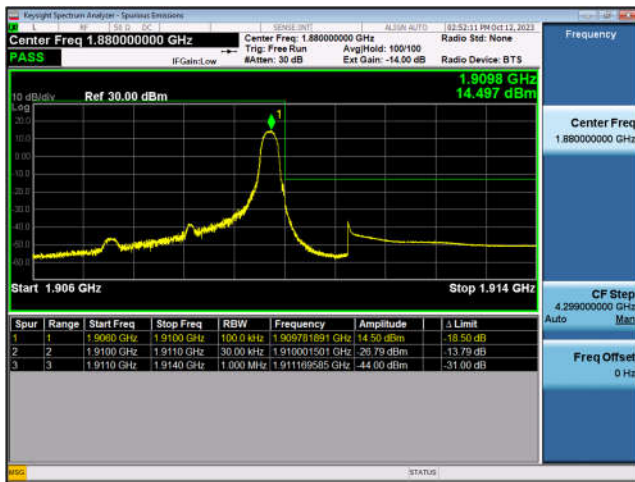 Keysight Spectrum Analyzer - Spurious Emissions
L RF 50 Ω DC SENSE:INT ALIGN AUTO 02:52:11 PM Oct 12, 2023
Center Freq 1.880000000 GHz
Center Freq: 1.880000000 GHz
Radio Std: None
Frequency
PASS
Trig: Free Run
Avg|Hold: 100/100
IFGain:Low
#Atten: 30 dB
Ext Gain: -14.00 dB
Radio Device: BTS
1.9098 GHz
14.497 dBm
10 dB/div Ref 30.00 dBm
Log
1
20.0
10.0
0.00
-10.0
-20.0
-30.0
-40.0
-50.0
-60.0
Center Freq
1.880000000 GHz
Start 1.906 GHz
Stop 1.914 GHz
CF Step
4.299000000 GHz
Auto Man
Spur Range Start Freq Stop Freq RBW Frequency Amplitude Δ Limit
1 1 1.9060 GHz 1.9100 GHz 100.0 kHz 1.909781891 GHz 14.50 dBm -18.50 dB
2 2 1.9100 GHz 1.9110 GHz 30.00 kHz 1.910001501 GHz -26.79 dBm -13.79 dB
3 3 1.9110 GHz 1.9140 GHz 1.000 MHz 1.911169585 GHz -44.00 dBm -31.00 dB
Freq Offset
0 Hz
MSG
STATUS